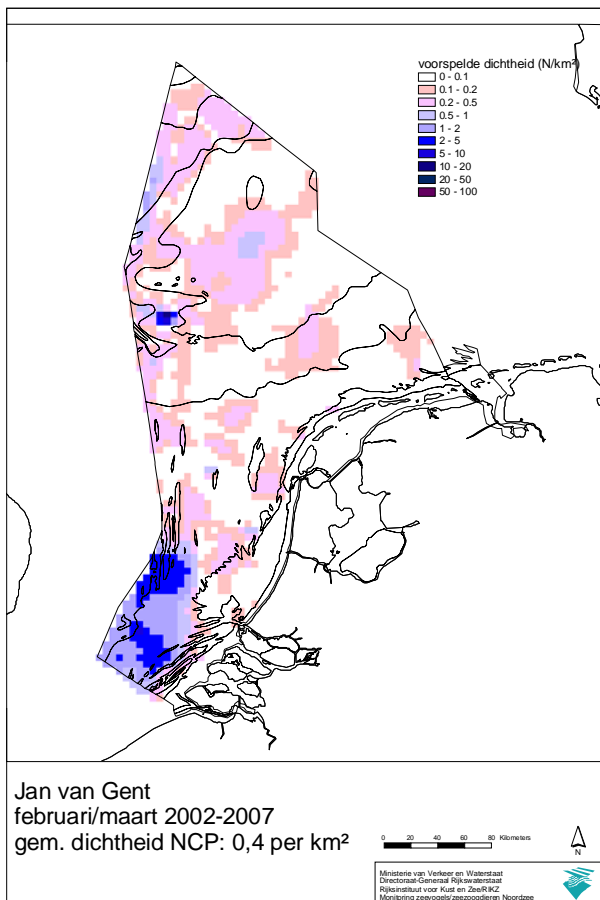 voorspelde dichtheid (N/km²)
0 - 0.1
0.1 - 0.2
0.2 - 0.5
0.5 - 1
1 - 2
2 - 5
5 - 10
10 - 20
20 - 50
50 - 100
Jan van Gent
februari/maart 2002-2007
gem. dichtheid NCP: 0,4 per km²
0 20 40 60 80 Kilometers
N
Ministerie van Verkeer en Waterstaat
Directoraat-Generaal Rijkswaterstaat
Rijksinstituut voor Kust en Zee/RIKZ
Monitoring zeevogels/zeezoogdieren Noordzee